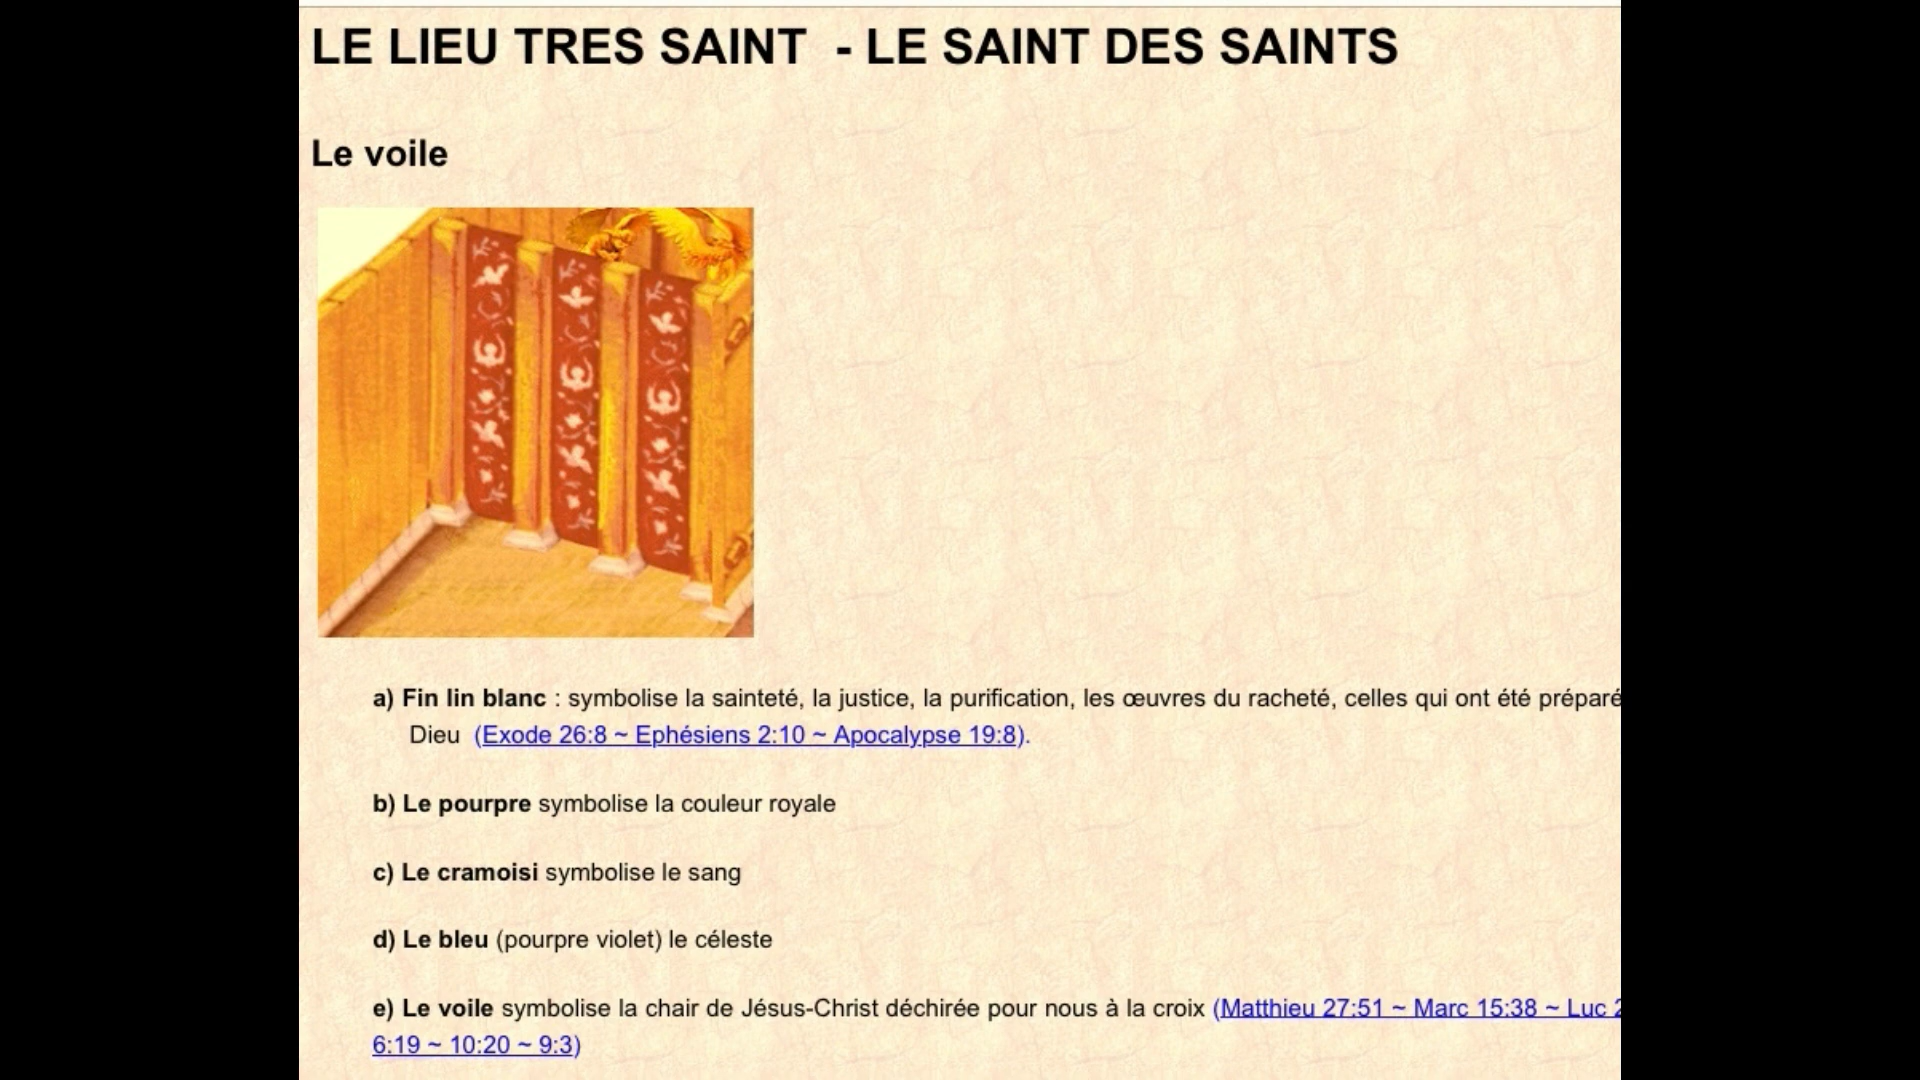 LE LIEU TRES SAINT - LE SAINT DES SAINTS
Le voile
a) Fin lin blanc : symbolise la sainteté, la justice, la purification, les œuvres du racheté, celles qui ont été préparé
Dieu (Exode 26:8 ~ Ephésiens 2:10 ~ Apocalypse 19:8).
b) Le pourpre symbolise la couleur royale
c) Le cramoisi symbolise le sang
d) Le bleu (pourpre violet) le céleste
e) Le voile symbolise la chair de Jésus-Christ déchirée pour nous à la croix (Matthieu 27:51 ~ Marc 15:38 ~ Luc
6:19 ~ 10:20 ~ 9:3)